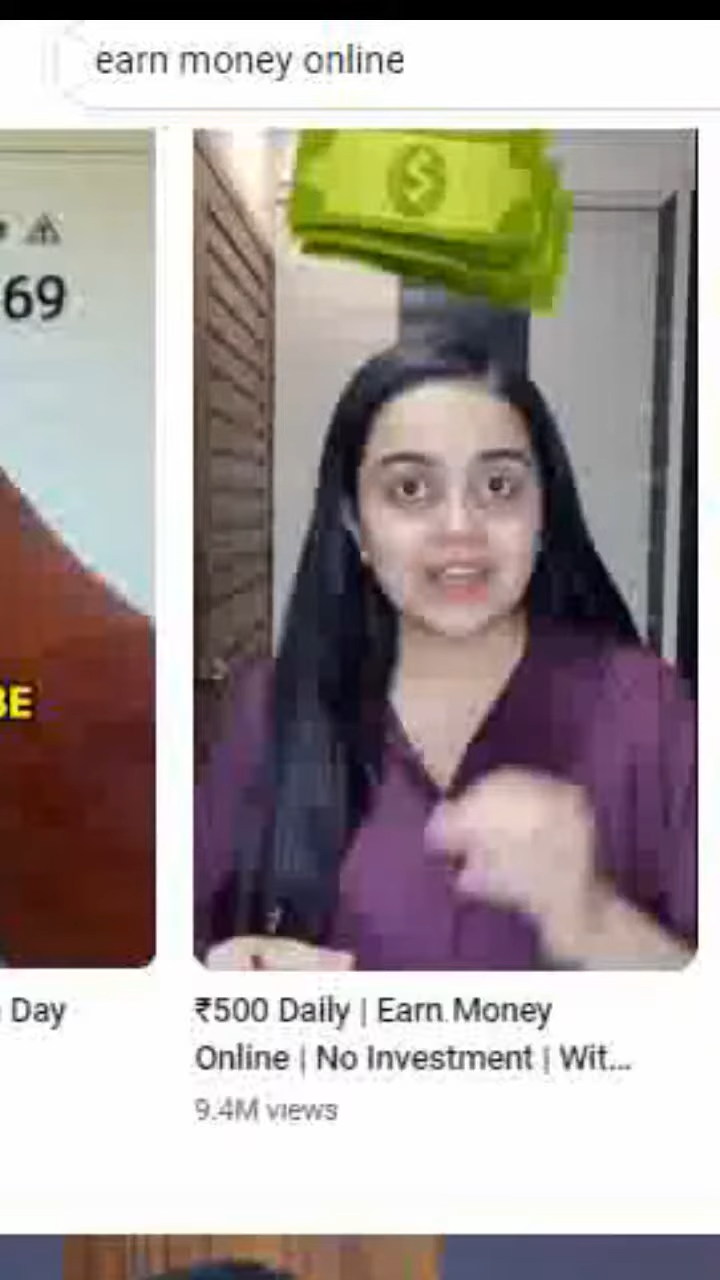 earn money online
69
BE
Day
₹500 Daily | Earn Money
Online | No Investment | Wit...
9.4M views